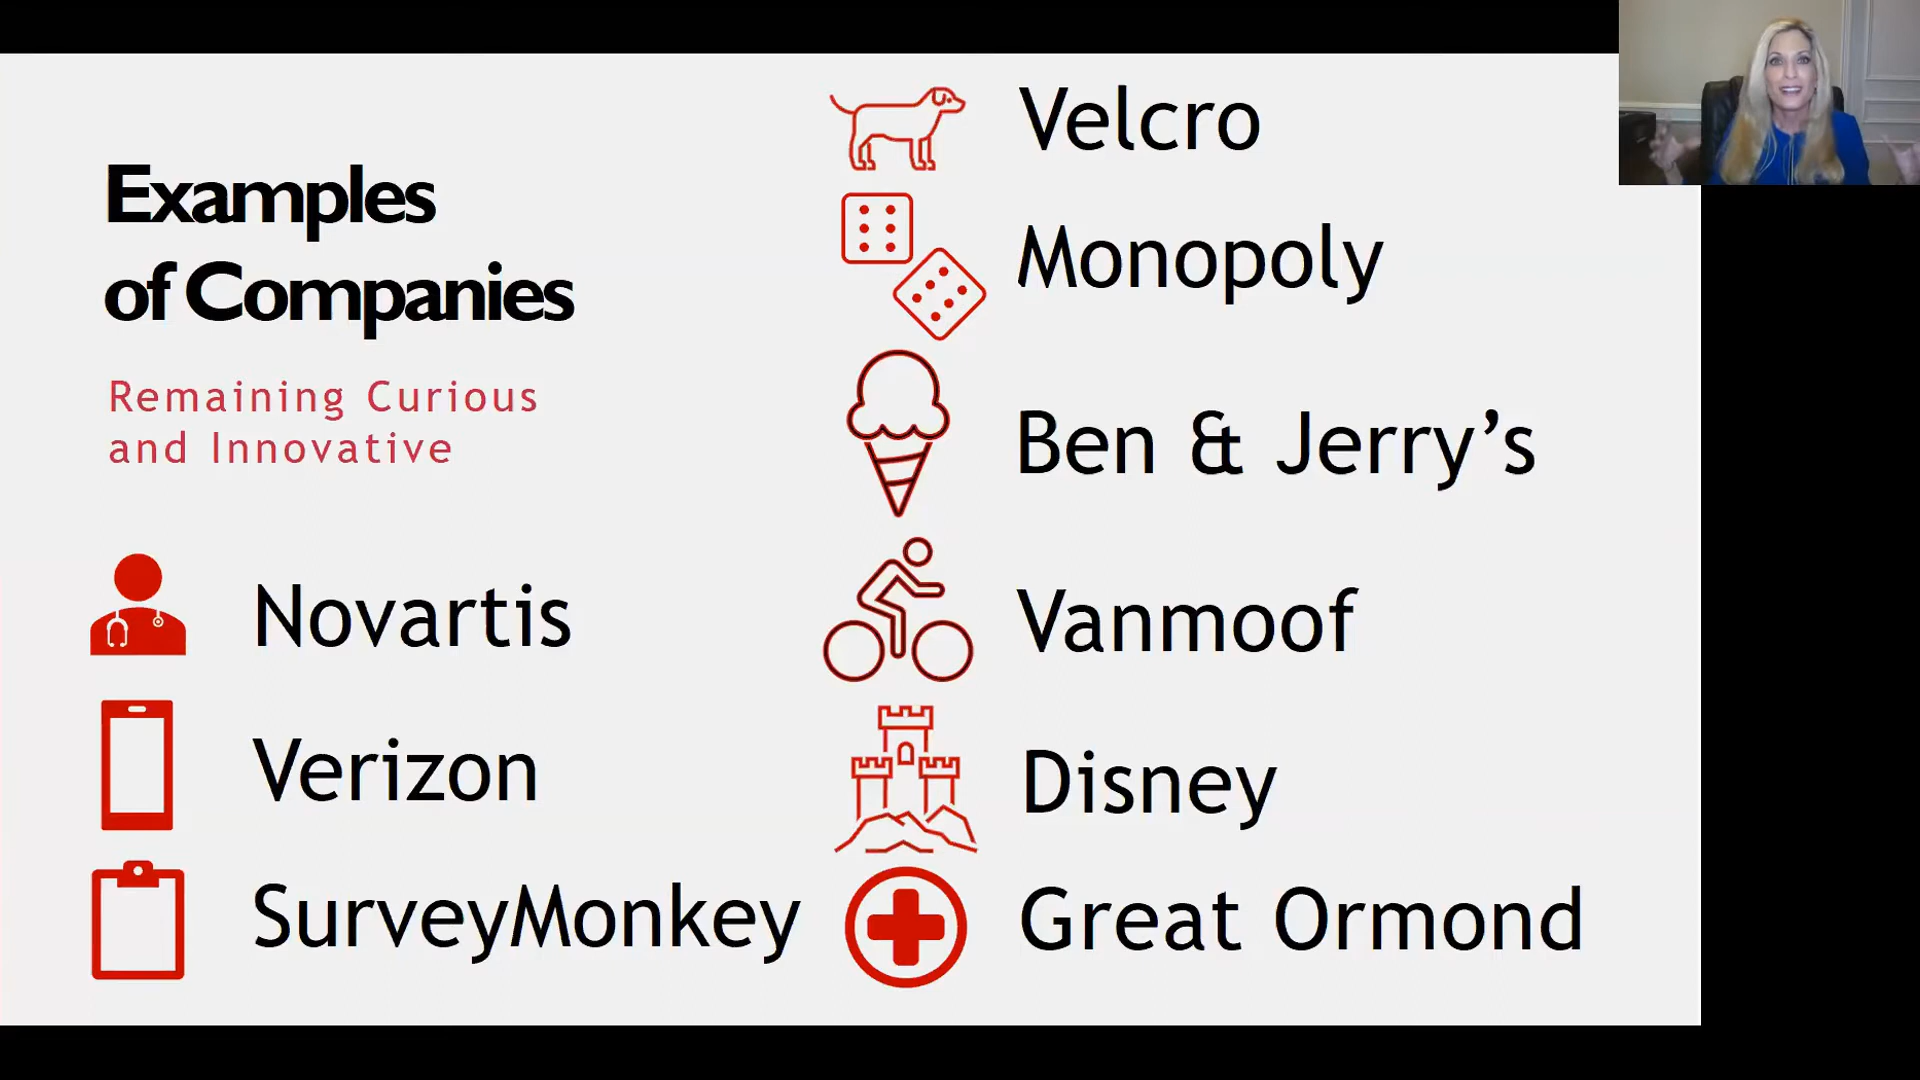 Examples
of Companies
Remaining Curious
and Innovative
Novartis
Verizon
SurveyMonkey
Velcro
Monopoly
Ben & Jerry’s
Vanmoof
Disney
Great Ormond